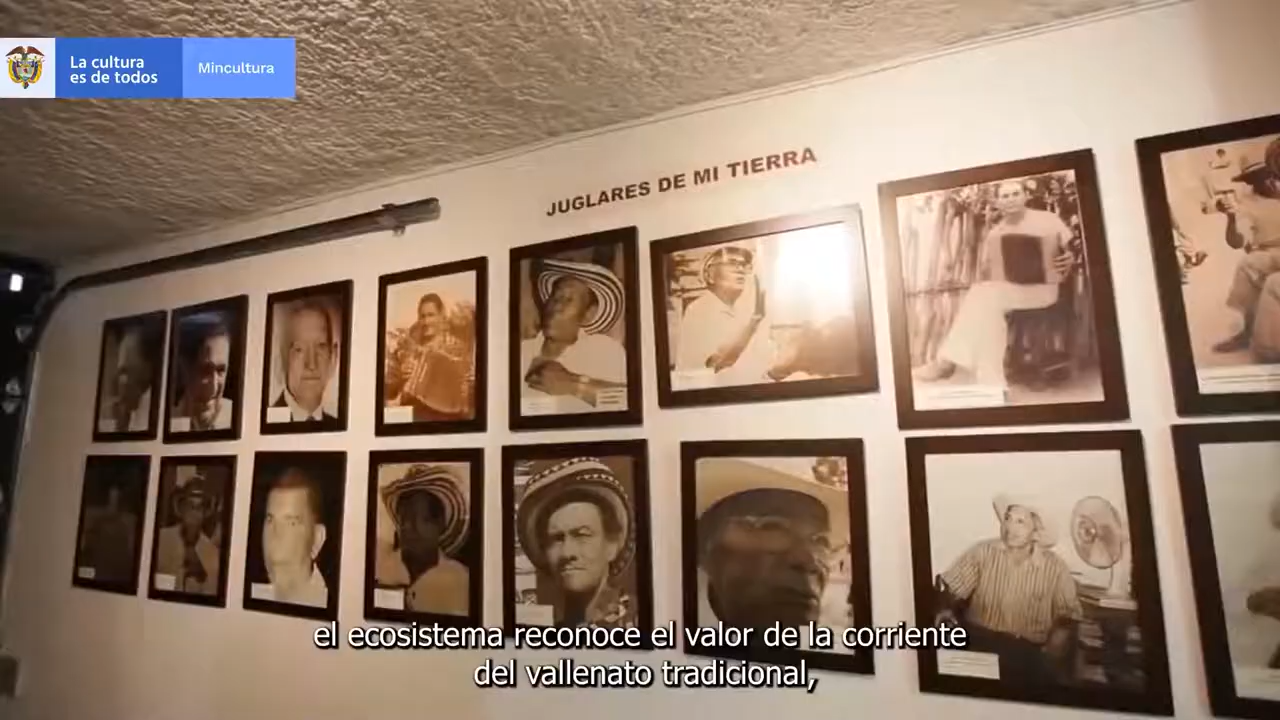 La cultura
es de todos
Mincultura
JUGLARES DE MI TIERRA
el ecosistema reconoce el valor de la corriente
del vallenato tradicional,